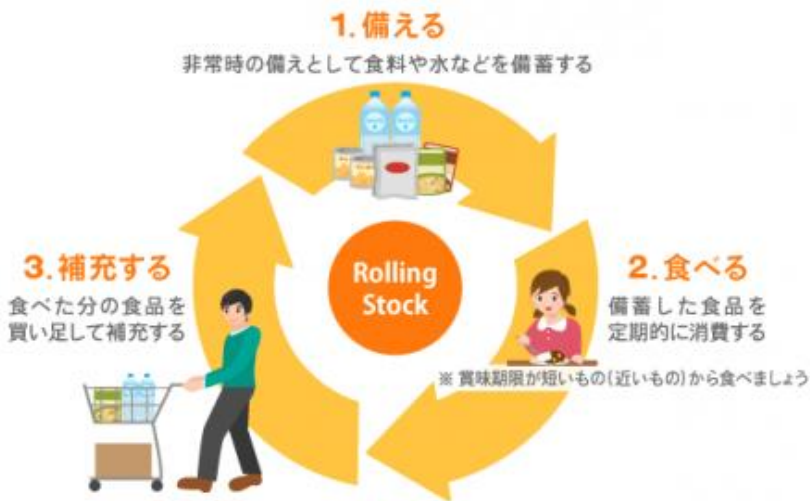 1.備える
非常時の備えとして食料や水などを備蓄する
Rolling
Stock
2.食べる
備蓄した食品を
定期的に消費する
※ 賞味期限が短いもの(近いもの)から食べましょう
3.補充する
食べた分の食品を
買い足して補充する